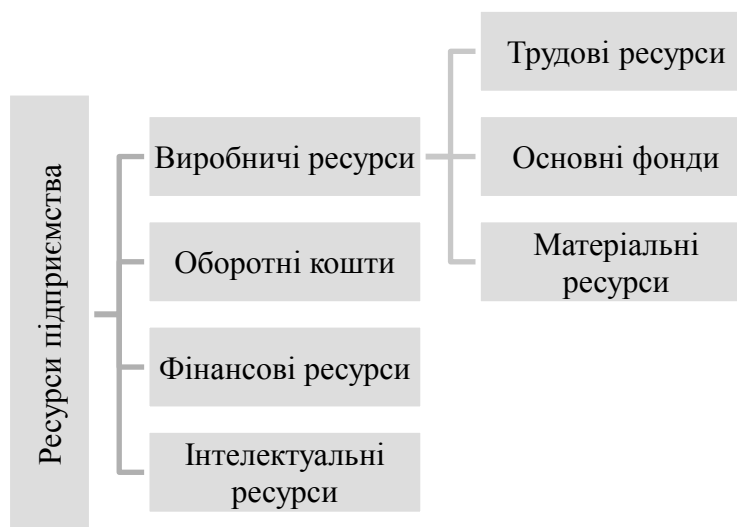 Ресурси підприємства
Виробничі ресурси
Оборотні кошти
Фінансові ресурси
Інтелектуальні
ресурси
Трудові ресурси
Основні фонди
Матеріальні
ресурси